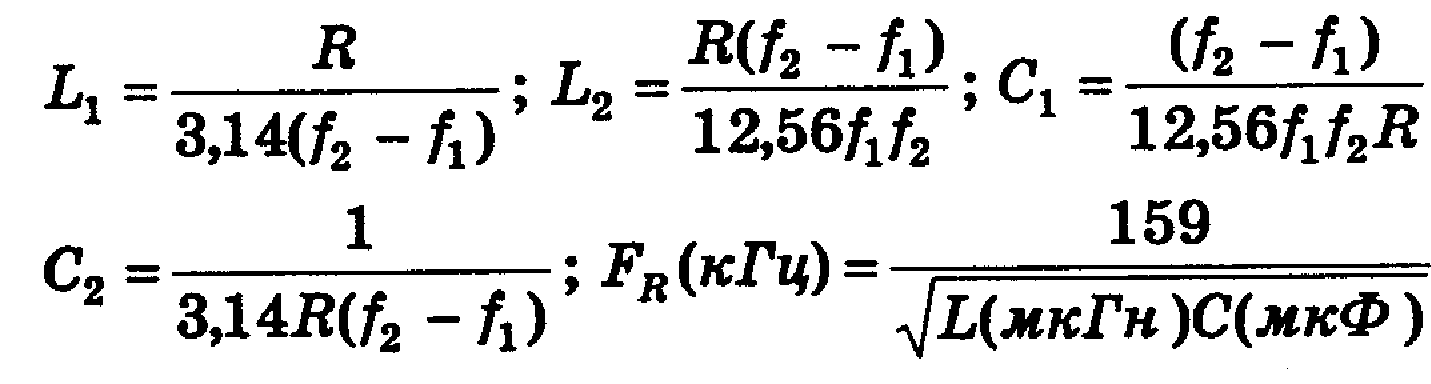 L₁ = R / 3,14(f₂ − f₁); L₂ = R(f₂ − f₁) / 12,56f₁f₂; C₁ = (f₂ − f₁) / 12,56f₁f₂R
C₂ = 1 / 3,14R(f₂ − f₁); F_R(кГц) = 159 / √L(мкГн)C(мкФ)